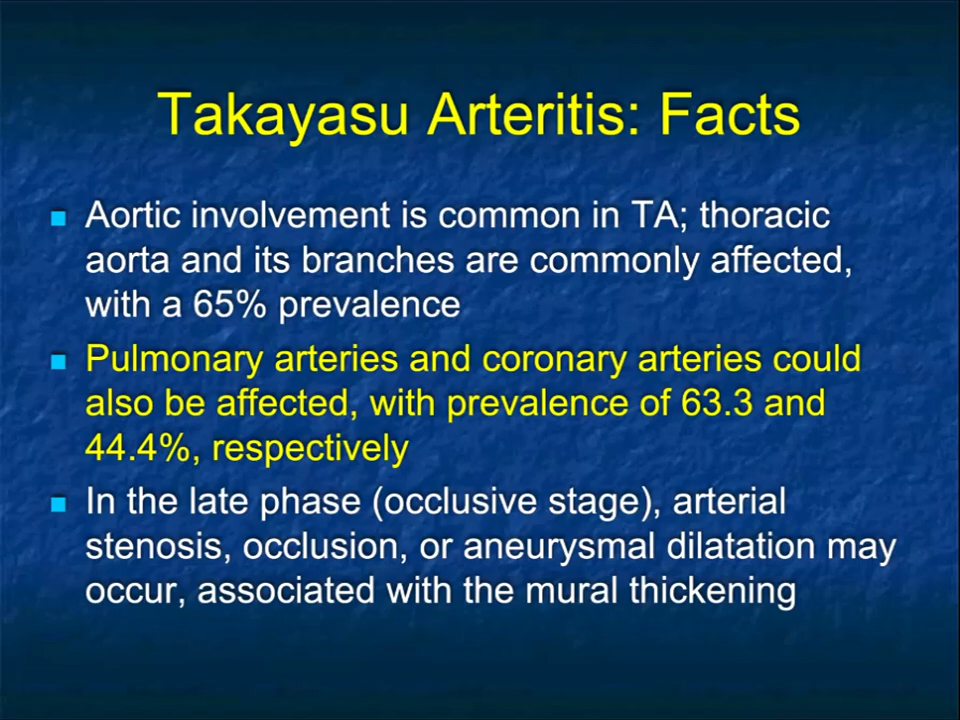 Takayasu Arteritis: Facts
Aortic involvement is common in TA; thoracic
aorta and its branches are commonly affected,
with a 65% prevalence
Pulmonary arteries and coronary arteries could
also be affected, with prevalence of 63.3 and
44.4%, respectively
In the late phase (occlusive stage), arterial
stenosis, occlusion, or aneurysmal dilatation may
occur, associated with the mural thickening